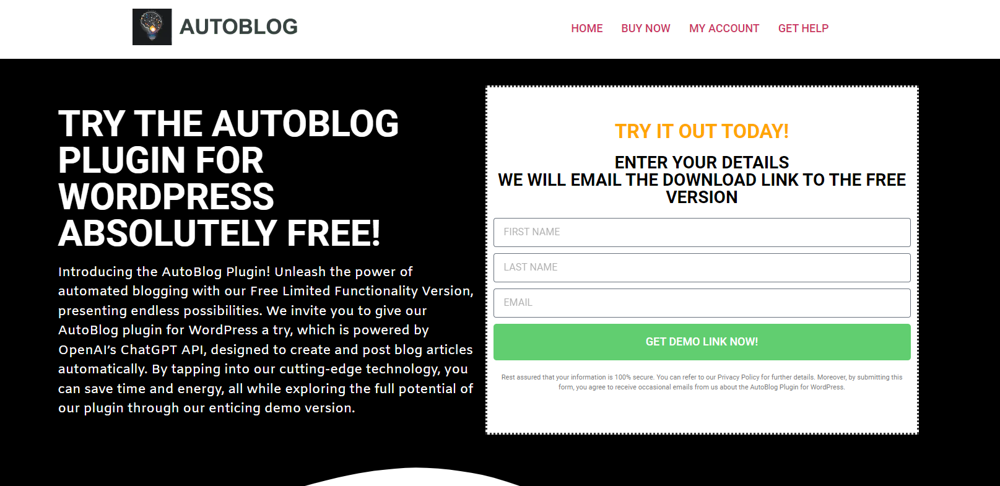 AUTOBLOG
HOME BUY NOW MY ACCOUNT GET HELP
TRY THE AUTOBLOG
PLUGIN FOR
WORDPRESS
ABSOLUTELY FREE!
Introducing the AutoBlog Plugin! Unleash the power of
automated blogging with our Free Limited Functionality Version,
presenting endless possibilities. We invite you to give our
AutoBlog plugin for WordPress a try, which is powered by
OpenAI’s ChatGPT API, designed to create and post blog articles
automatically. By tapping into our cutting-edge technology, you
can save time and energy, all while exploring the full potential of
our plugin through our enticing demo version.
TRY IT OUT TODAY!
ENTER YOUR DETAILS
WE WILL EMAIL THE DOWNLOAD LINK TO THE FREE
VERSION
FIRST NAME
LAST NAME
EMAIL
GET DEMO LINK NOW!
Rest assured that your information is 100% secure. You can refer to our Privacy Policy for further details. Moreover, by submitting this
form, you agree to receive occasional emails from us about the AutoBlog Plugin for WordPress.